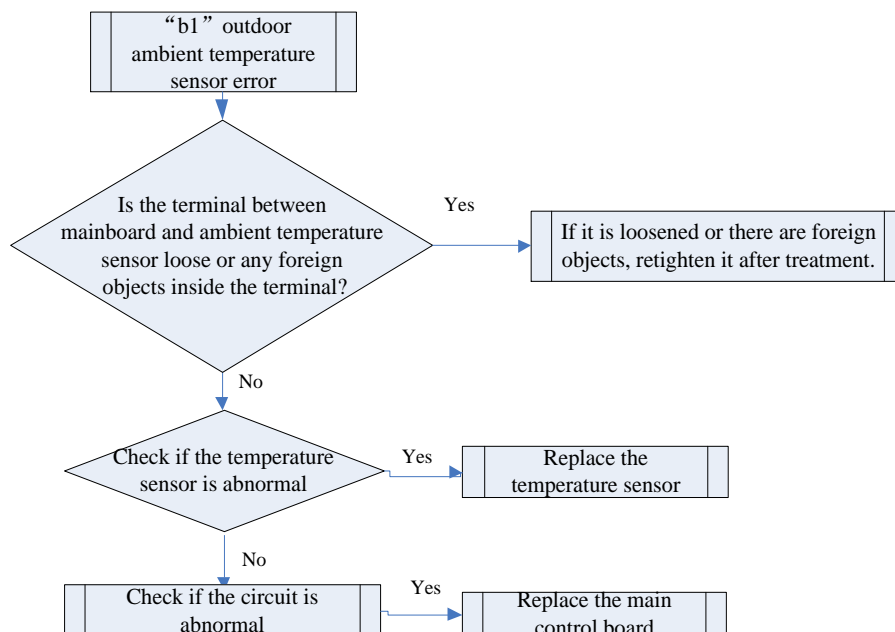 “b1” outdoor
ambient temperature
sensor error
Is the terminal between
mainboard and ambient temperature
sensor loose or any foreign
objects inside the terminal?
Yes
If it is loosened or there are foreign
objects, retighten it after treatment.
No
Check if the temperature
sensor is abnormal
Yes
Replace the
temperature sensor
No
Check if the circuit is
abnormal
Yes
Replace the main
control board